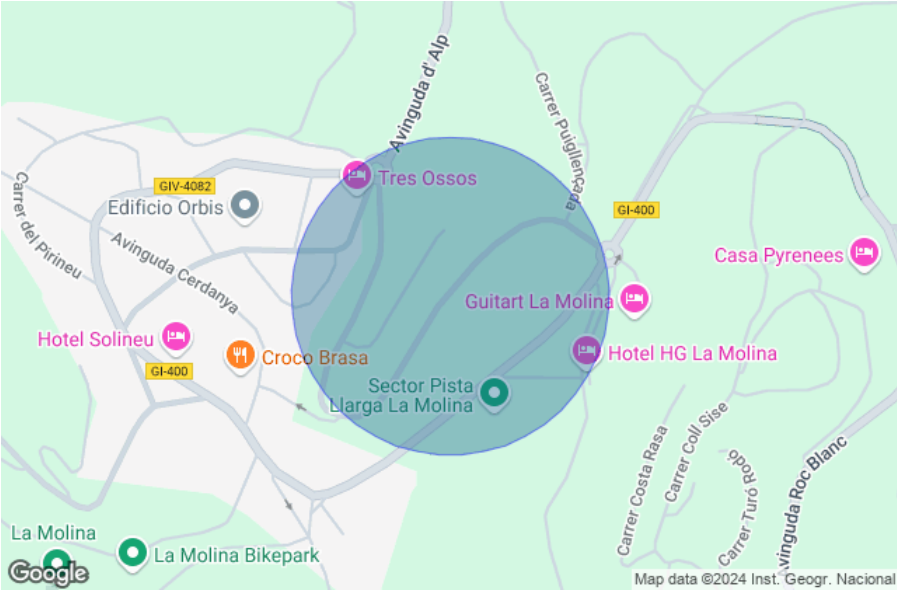 Avinguda d' Alp
Carrer Puigllençada
Tres Ossos
GIV-4082
Edificio Orbis
GI-400
Carrer del Pirineu
Avinguda Cerdanya
Casa Pyrenees
Guitart La Molina
Hotel Solineu
Croco Brasa
Hotel HG La Molina
GI-400
Sector Pista
Llarga La Molina
Carrer Costa Rasa
Carrer Coll Sise
Carrer Turó Rodó
Avinguda Roc Blanc
La Molina
La Molina Bikepark
Google
Map data ©2024 Inst. Geogr. Nacional